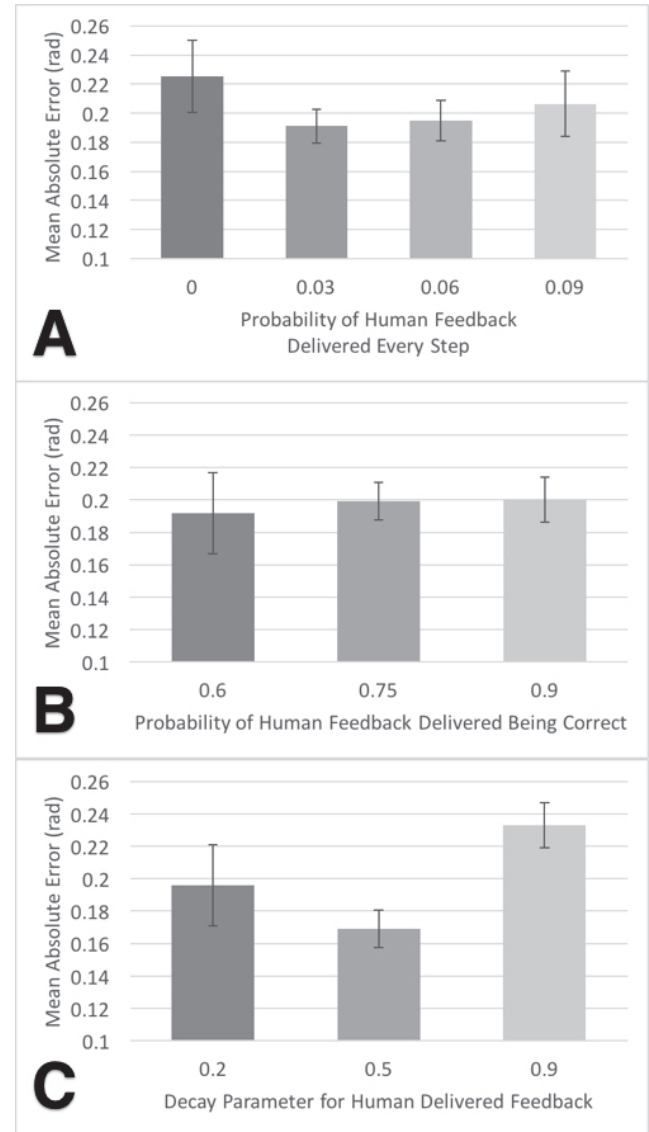 Mean Absolute Error (rad)
0.26
0.24
0.22
0.2
0.18
0.16
0.14
0.12
0.1
0 0.03 0.06 0.09
Probability of Human Feedback
Delivered Every Step
A
Mean Absolute Error (rad)
0.26
0.24
0.22
0.2
0.18
0.16
0.14
0.12
0.1
0.6 0.75 0.9
Probability of Human Feedback Delivered Being Correct
B
Mean Absolute Error (rad)
0.26
0.24
0.22
0.2
0.18
0.16
0.14
0.12
0.1
0.2 0.5 0.9
Decay Parameter for Human Delivered Feedback
C